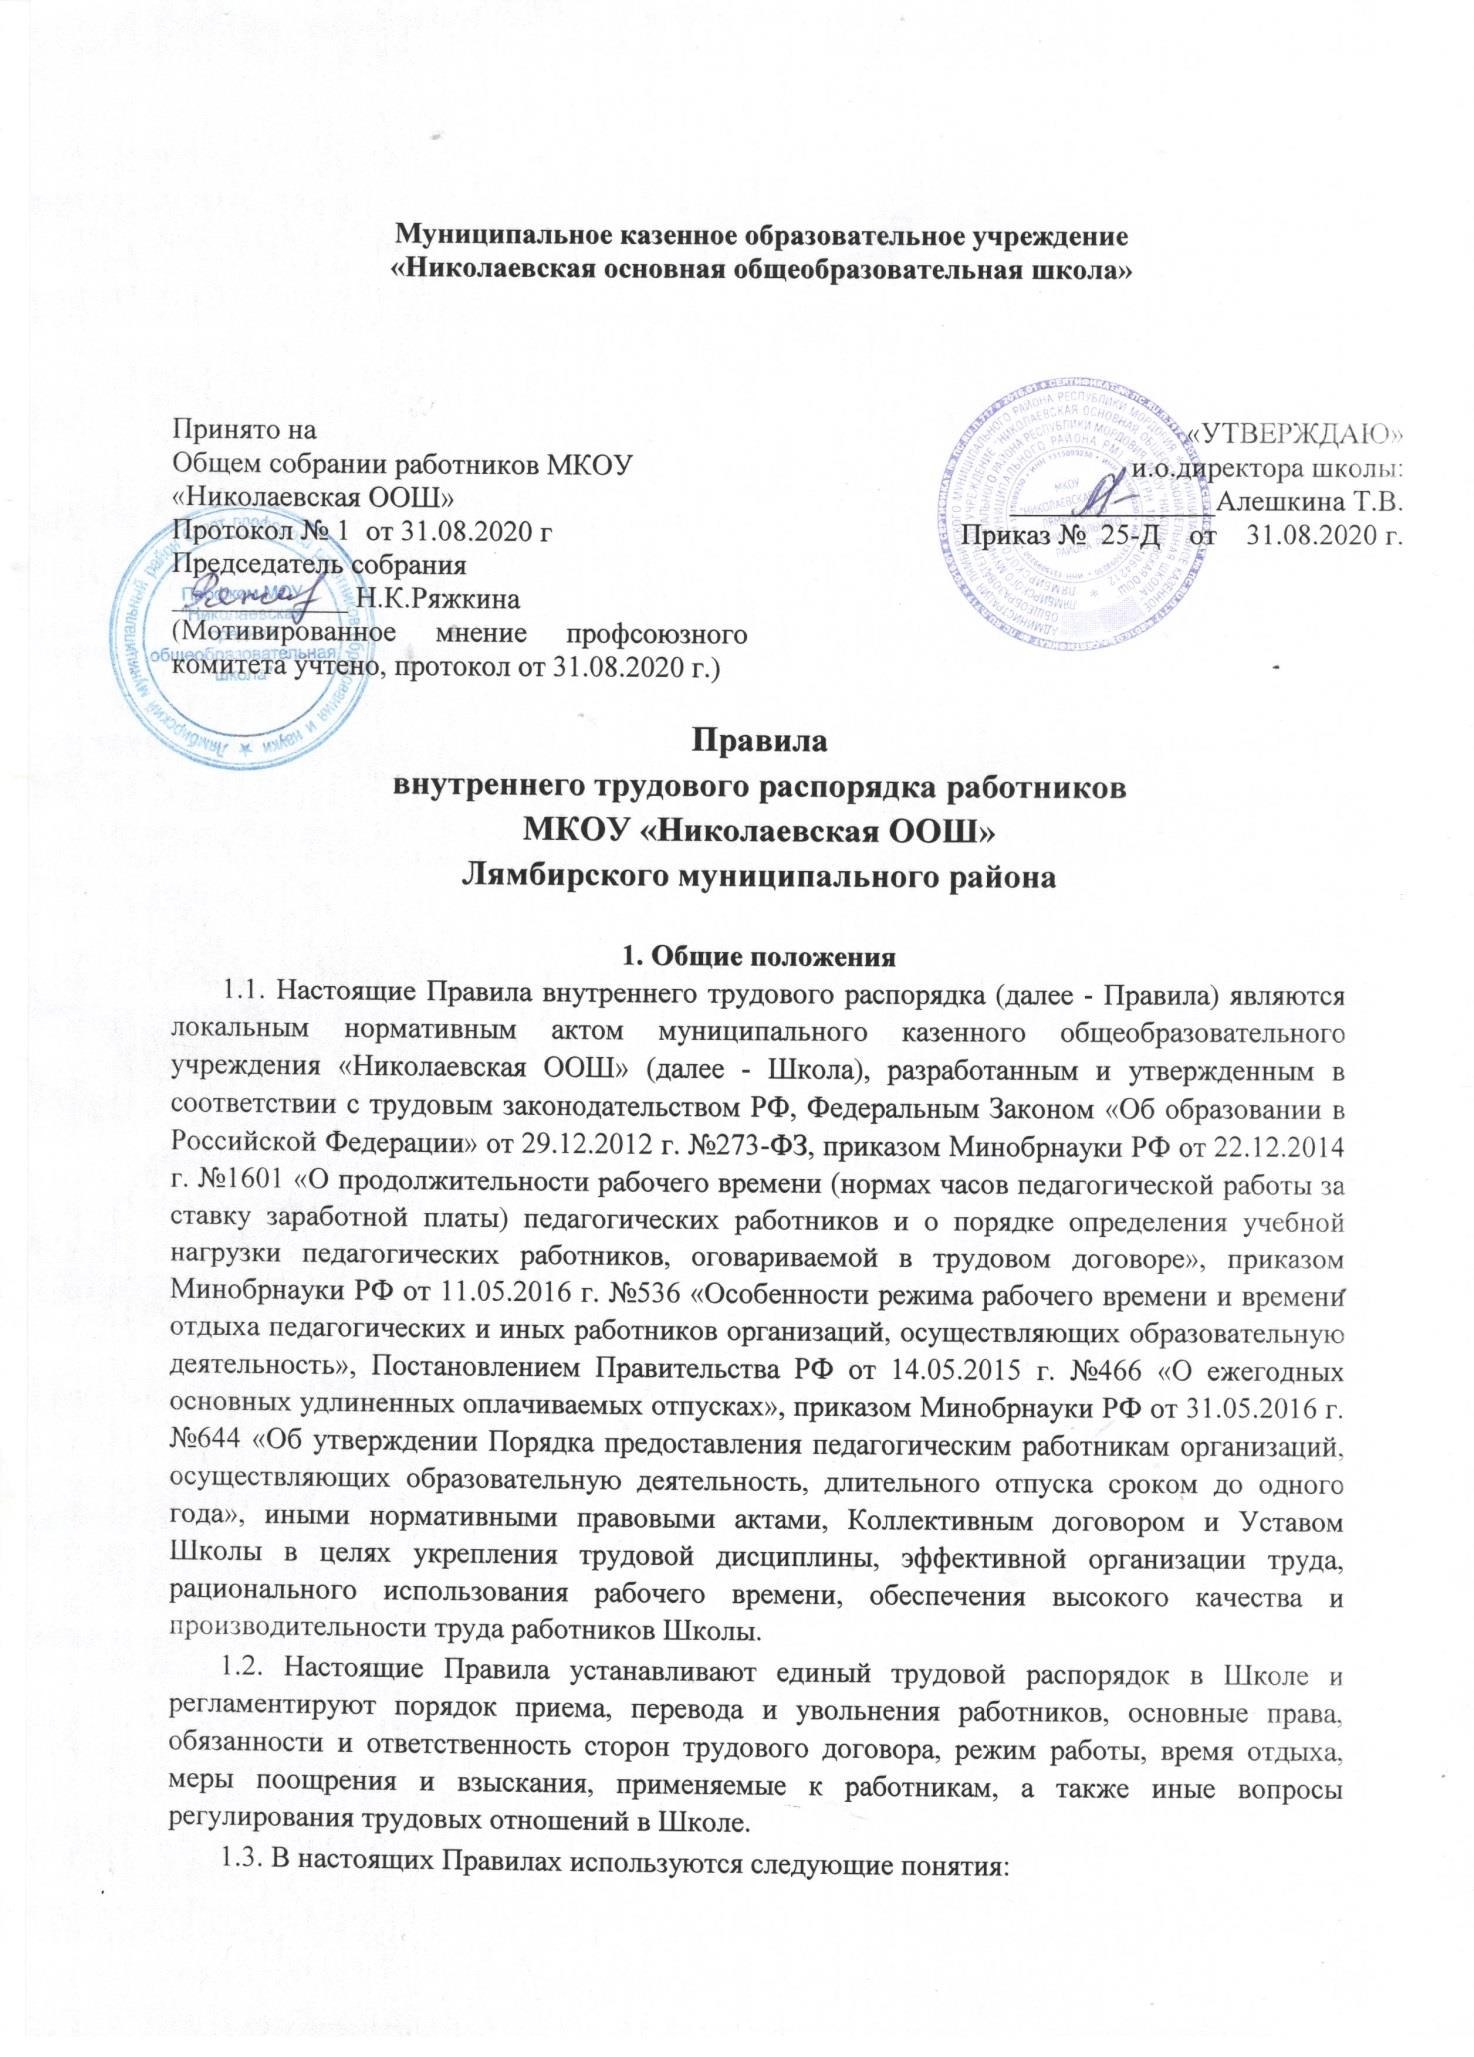 Муниципальное казенное образовательное учреждение
«Николаевская основная общеобразовательная школа»
Принято на
Общем собрании работников МКОУ
«Николаевская ООШ»
Протокол № 1 от 31.08.2020 г
Председатель собрания
____________ Н.К.Ряжкина
(Мотивированное мнение профсоюзного
комитета учтено, протокол от 31.08.2020 г.)
«УТВЕРЖДАЮ»
и.о.директора школы:
______________Алешкина Т.В.
Приказ № 25-Д от 31.08.2020 г.
Профком МОУ
"Николаевская
общеобразовательная
школа"
Лямбирский муниципальный район
Правила
внутреннего трудового распорядка работников
МКОУ «Николаевская ООШ»
Лямбирского муниципального района
1. Общие положения
1.1. Настоящие Правила внутреннего трудового распорядка (далее - Правила) являются
локальным нормативным актом муниципального казенного общеобразовательного
учреждения «Николаевская ООШ» (далее - Школа), разработанным и утвержденным в
соответствии с трудовым законодательством РФ, Федеральным Законом «Об образовании в
Российской Федерации» от 29.12.2012 г. №273-ФЗ, приказом Минобрнауки РФ от 22.12.2014
г. №1601 «О продолжительности рабочего времени (нормах часов педагогической работы за
ставку заработной платы) педагогических работников и о порядке определения учебной
нагрузки педагогических работников, оговариваемой в трудовом договоре», приказом
Минобрнауки РФ от 11.05.2016 г. №536 «Особенности режима рабочего времени и времени
отдыха педагогических и иных работников организаций, осуществляющих образовательную
деятельность», Постановлением Правительства РФ от 14.05.2015 г. №466 «О ежегодных
основных удлиненных оплачиваемых отпусках», приказом Минобрнауки РФ от 31.05.2016 г.
№644 «Об утверждении Порядка предоставления педагогическим работникам организаций,
осуществляющих образовательную деятельность, длительного отпуска сроком до одного
года», иными нормативными правовыми актами, Коллективным договором и Уставом
Школы в целях укрепления трудовой дисциплины, эффективной организации труда,
рационального использования рабочего времени, обеспечения высокого качества и
производительности труда работников Школы.
1.2. Настоящие Правила устанавливают единый трудовой распорядок в Школе и
регламентируют порядок приема, перевода и увольнения работников, основные права,
обязанности и ответственность сторон трудового договора, режим работы, время отдыха,
меры поощрения и взыскания, применяемые к работникам, а также иные вопросы
регулирования трудовых отношений в Школе.
1.3. В настоящих Правилах используются следующие понятия: